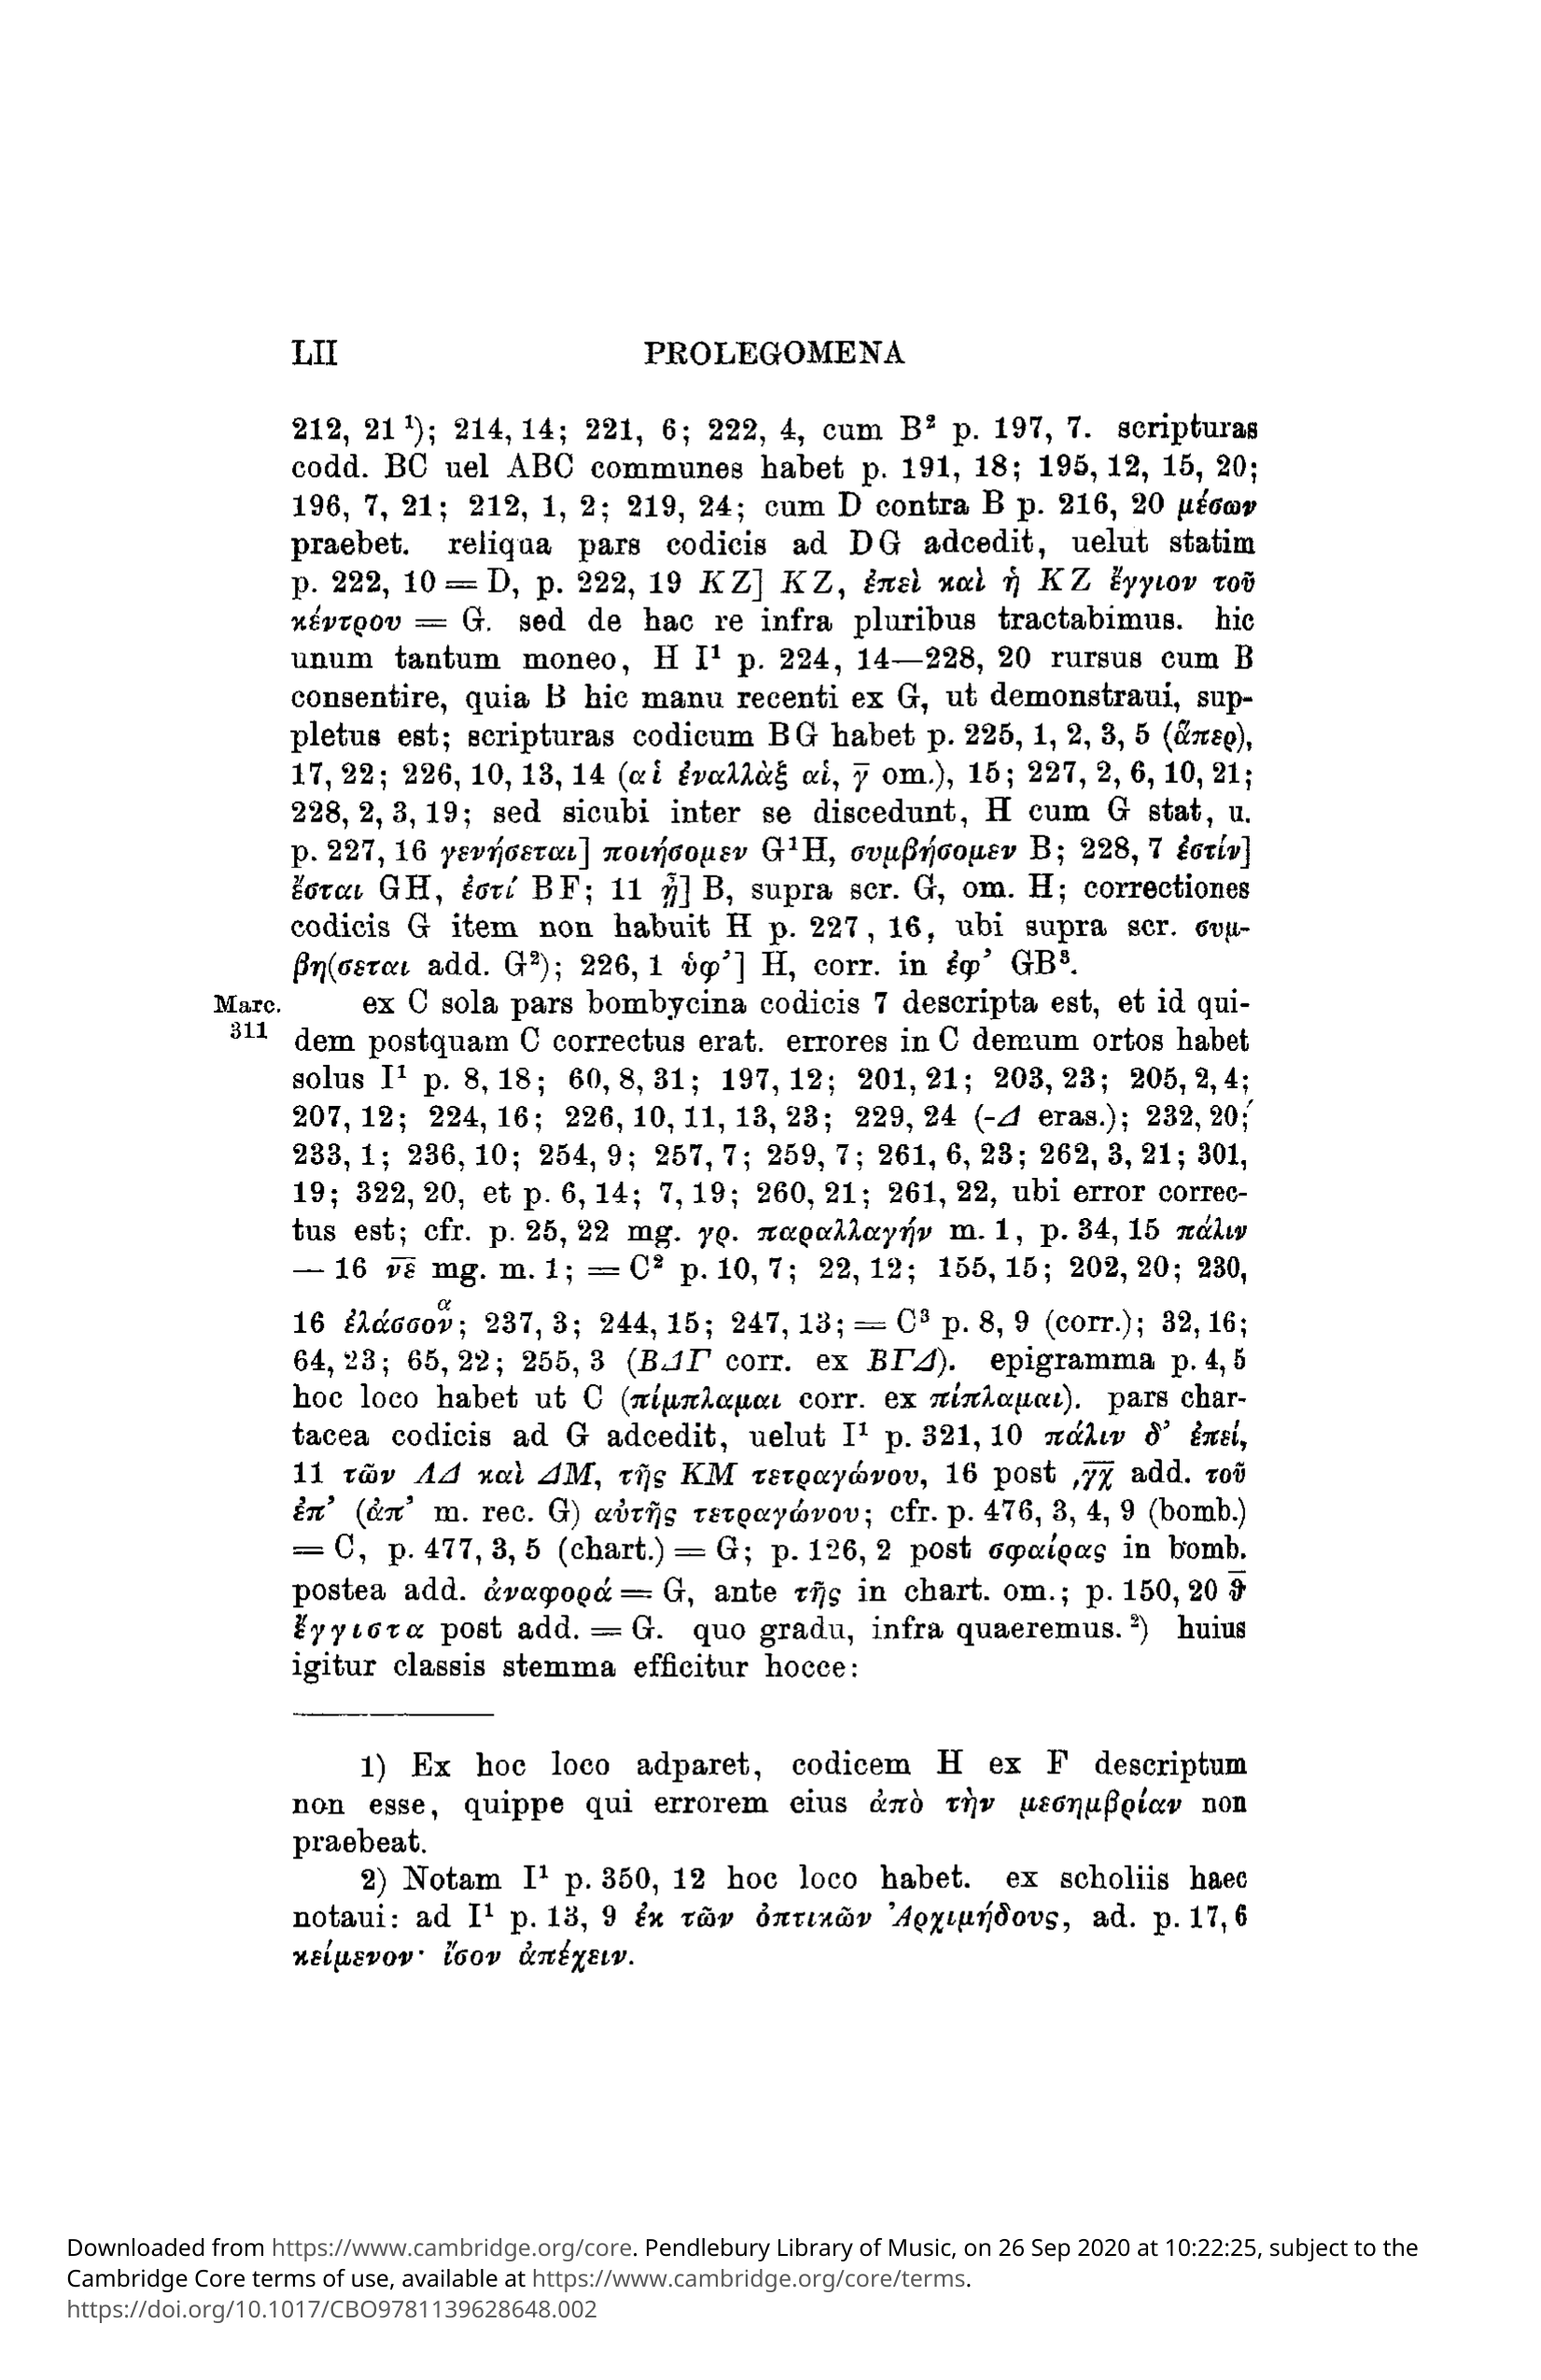 LII PROLEGOMENA
212, 21 ¹); 214, 14; 221, 6; 222, 4, cum B² p. 197, 7. scripturas
codd. BC uel ABC communes habet p. 191, 18; 195, 12, 15, 20;
196, 7, 21; 212, 1, 2; 219, 24; cum D contra B p. 216, 20 μέσων
praebet. reliqua pars codicis ad DG adcedit, uelut statim
p. 222, 10 = D, p. 222, 19 ΚΖ] ΚΖ, ἐπεὶ καὶ ἡ ΚΖ ἔγγιον τοῦ
κέντρου = G. sed de hac re infra pluribus tractabimus. hic
unum tantum moneo, H I¹ p. 224, 14—228, 20 rursus cum B
consentire, quia B hic manu recenti ex G, ut demonstraui, sup-
pletus est; scripturas codicum BG habet p. 225, 1, 2, 3, 5 (ἅπερ),
17, 22; 226, 10, 13, 14 (αἱ ἐναλλὰξ αἱ, γ̅ om.), 15; 227, 2, 6, 10, 21;
228, 2, 3, 19; sed sicubi inter se discedunt, H cum G stat, u.
p. 227, 16 γενήσεται] ποιήσομεν G¹H, συμβήσομεν B; 228, 7 ἐστίν]
ἔσται GH, ἐστί BF; 11 ᾗ] B, supra scr. G, om. H; correctiones
codicis G item non habuit H p. 227, 16, ubi supra scr. συμ-
βη(σεται add. G²); 226, 1 ὑφ’] H, corr. in ἐφ’ GB³.
Marc. 311
ex C sola pars bombycina codicis 7 descripta est, et id qui-
dem postquam C correctus erat. errores in C demum ortos habet
solus I¹ p. 8, 18; 60, 8, 31; 197, 12; 201, 21; 203, 23; 205, 2, 4;
207, 12; 224, 16; 226, 10, 11, 13, 23; 229, 24 (-Δ eras.); 232, 20;
233, 1; 236, 10; 254, 9; 257, 7; 259, 7; 261, 6, 23; 262, 3, 21; 301,
19; 322, 20, et p. 6, 14; 7, 19; 260, 21; 261, 22, ubi error correc-
tus est; cfr. p. 25, 22 mg. γρ. παραλλαγήν m. 1, p. 34, 15 πάλιν
— 16 ν̅ε̅ mg. m. 1; = C² p. 10, 7; 22, 12; 155, 15; 202, 20; 230,
α
16 ἐλάσσον; 237, 3; 244, 15; 247, 13; = C³ p. 8, 9 (corr.); 32, 16;
64, 23; 65, 22; 255, 3 (ΒΔΓ corr. ex ΒΓΔ). epigramma p. 4, 5
hoc loco habet ut C (πίμπλαμαι corr. ex πίπλαμαι). pars char-
tacea codicis ad G adcedit, uelut I¹ p. 321, 10 πάλιν δ’ ἐπεί,
11 τῶν ΛΔ καὶ ΔΜ, τῆς ΚΜ τετραγώνου, 16 post ͵γ̅χ̅ add. τοῦ
ἐπ’ (ἀπ’ m. rec. G) αὐτῆς τετραγώνου; cfr. p. 476, 3, 4, 9 (bomb.)
= C, p. 477, 3, 5 (chart.) = G; p. 126, 2 post σφαίρας in bomb.
postea add. ἀναφορά = G, ante τῆς in chart. om.; p. 150, 20 ϑ̅
ἔγγιστα post add. = G. quo gradu, infra quaeremus. ²) huius
igitur classis stemma efficitur hocce:
1) Ex hoc loco adparet, codicem H ex F descriptum
non esse, quippe qui errorem eius ἀπὸ τὴν μεσημβρίαν non
praebeat.
2) Notam I¹ p. 350, 12 hoc loco habet. ex scholiis haec
notaui: ad I¹ p. 13, 9 ἐκ τῶν ὀπτικῶν Ἀρχιμήδους, ad. p. 17, 6
κείμενον· ἴσον ἀπέχειν.
Downloaded from https://www.cambridge.org/core. Pendlebury Library of Music, on 26 Sep 2020 at 10:22:25, subject to the
Cambridge Core terms of use, available at https://www.cambridge.org/core/terms.
https://doi.org/10.1017/CBO9781139628648.002